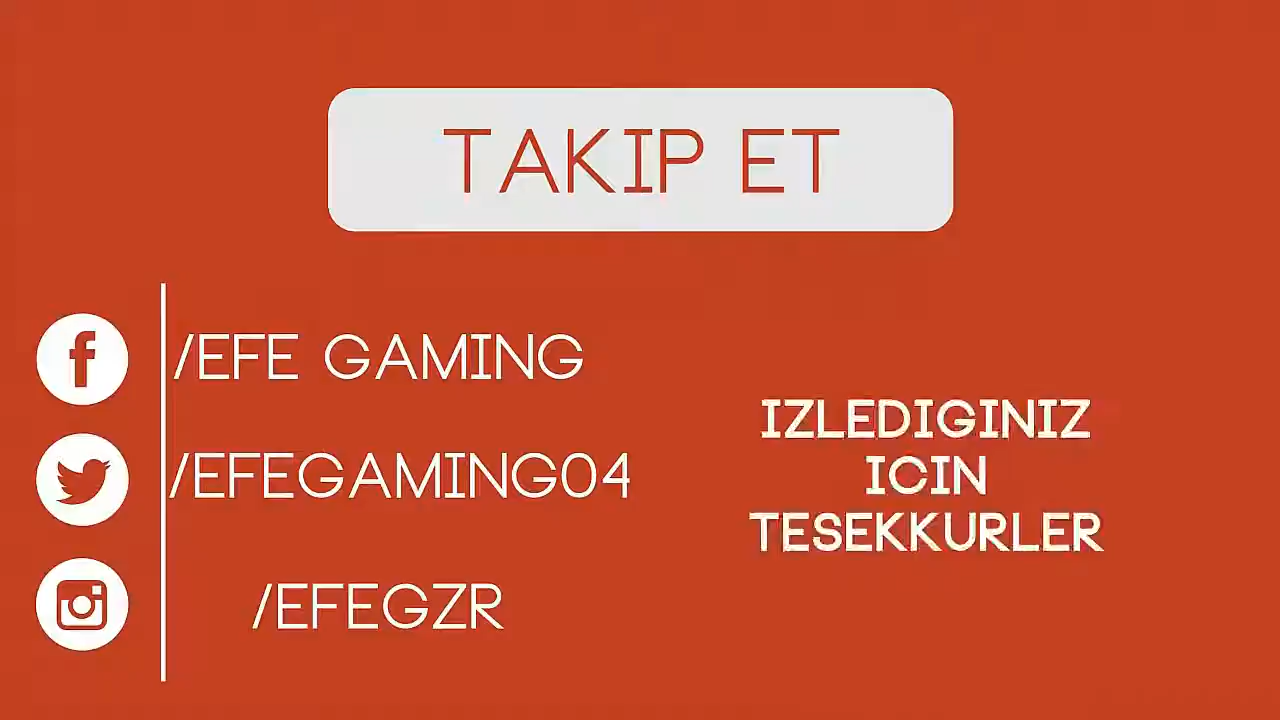 TAKIP ET
/EFE GAMING
/EFEGAMING04
/EFEGZR
IZLEDIGINIZ
ICIN
TESEKKURLER